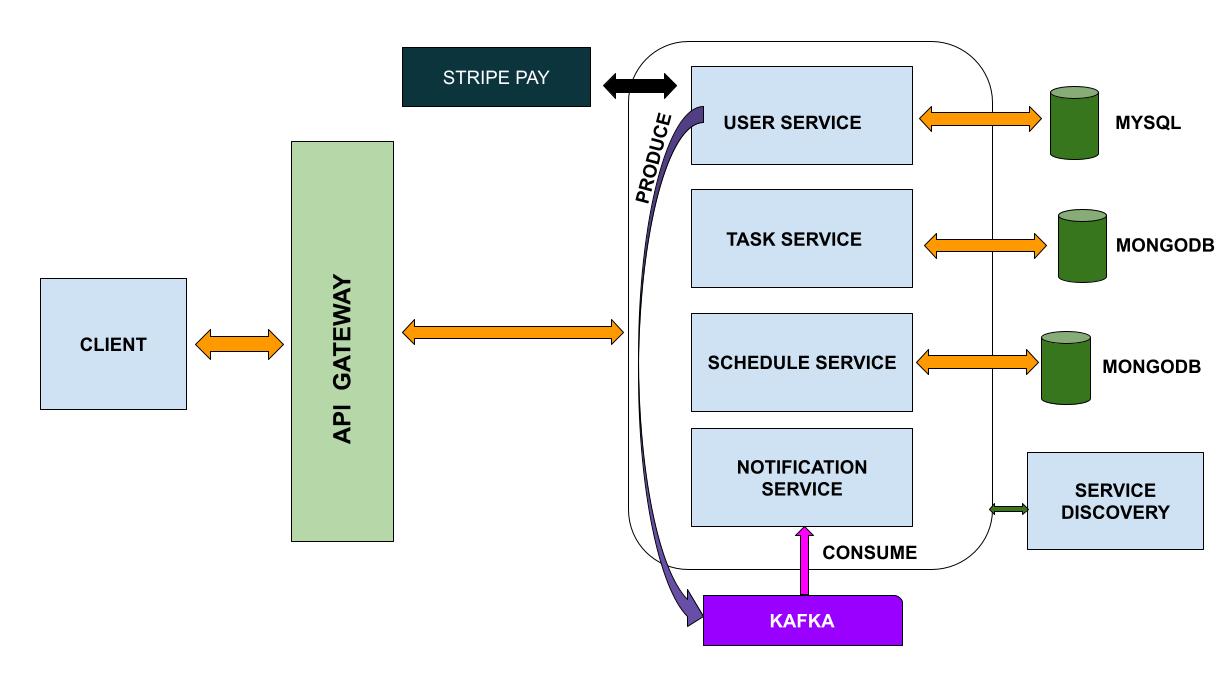 STRIPE PAY
PRODUCE
USER SERVICE
MYSQL
TASK SERVICE
MONGODB
CLIENT
API GATEWAY
SCHEDULE SERVICE
MONGODB
NOTIFICATION
SERVICE
SERVICE
DISCOVERY
CONSUME
KAFKA